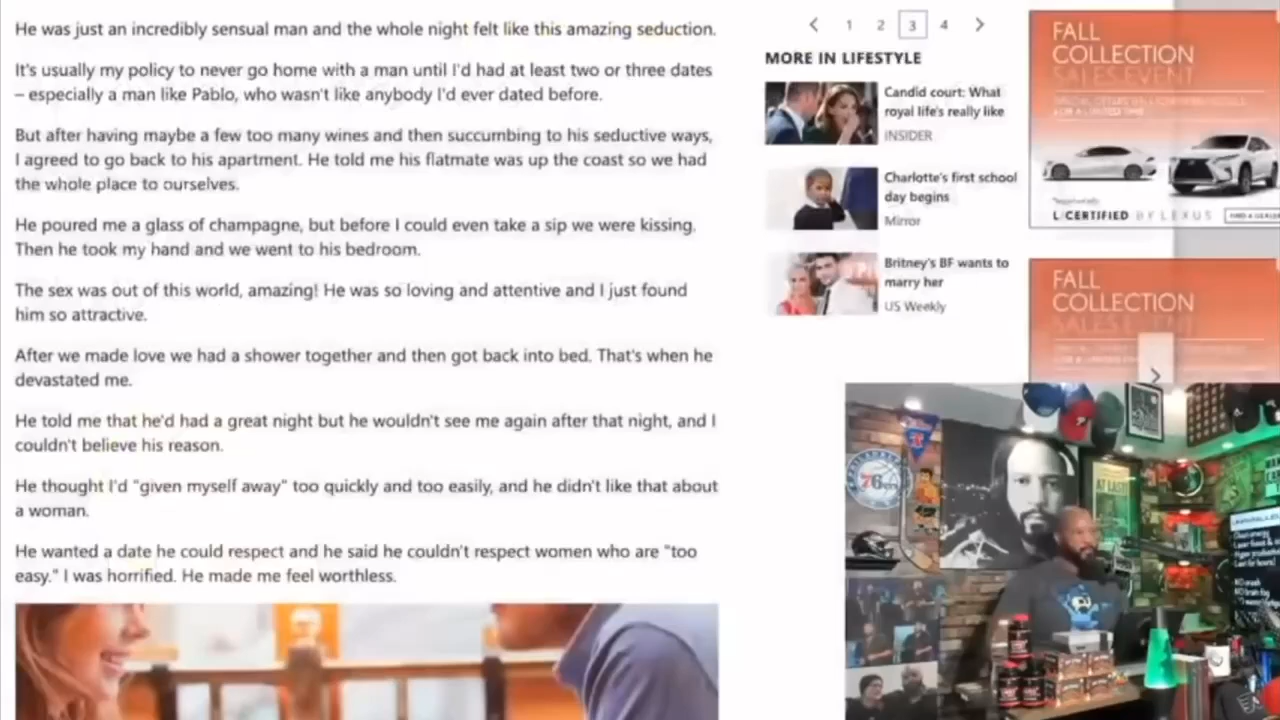 He was just an incredibly sensual man and the whole night felt like this amazing seduction.
It's usually my policy to never go home with a man until I'd had at least two or three dates
– especially a man like Pablo, who wasn't like anybody I'd ever dated before.
But after having maybe a few too many wines and then succumbing to his seductive ways,
I agreed to go back to his apartment. He told me his flatmate was up the coast so we had
the whole place to ourselves.
He poured me a glass of champagne, but before I could even take a sip we were kissing.
Then he took my hand and we went to his bedroom.
The sex was out of this world, amazing! He was so loving and attentive and I just found
him so attractive.
After we made love we had a shower together and then got back into bed. That's when he
devastated me.
He told me that he'd had a great night but he wouldn't see me again after that night, and I
couldn't believe his reason.
He thought I'd "given myself away" too quickly and too easily, and he didn't like that about
a woman.
He wanted a date he could respect and he said he couldn't respect women who are "too
easy." I was horrified. He made me feel worthless.
1 2 3 4
MORE IN LIFESTYLE
Candid court: What
royal life's really like
INSIDER
Charlotte's first school
day begins
Mirror
Britney's BF wants to
marry her
US Weekly
FALL
COLLECTION
SALES EVENT
L/CERTIFIED BY LEXUS
FALL
COLLECTION
SALES EVENT
76ers
AT LAST!